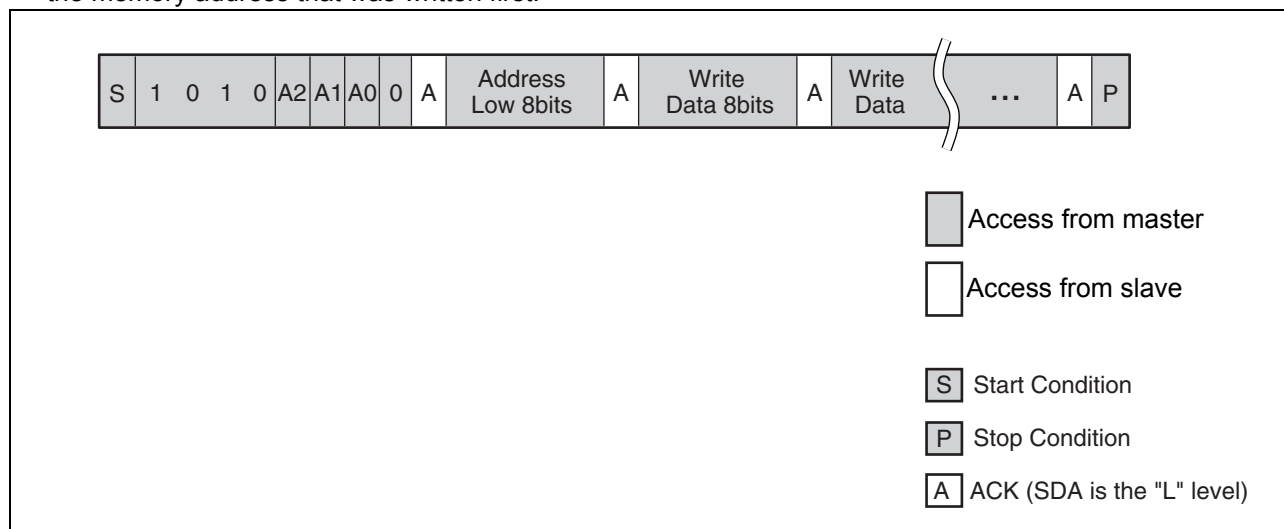 the memory address that was written first.
S 1 0 1 0 A2 A1 A0 0 A Address Low 8bits A Write Data 8bits A Write Data ... A P
Access from master
Access from slave
S Start Condition
P Stop Condition
A ACK (SDA is the "L" level)